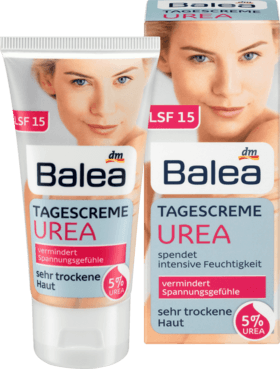 LSF 15
dm
Balea
TAGESCREME
UREA
vermindert
Spannungsgefühle
sehr trockene
Haut
5%
UREA
LSF 15
dm
Balea
TAGESCREME
UREA
spendet
intensive Feuchtigkeit
vermindert
Spannungsgefühle
sehr trockene
Haut
5%
UREA